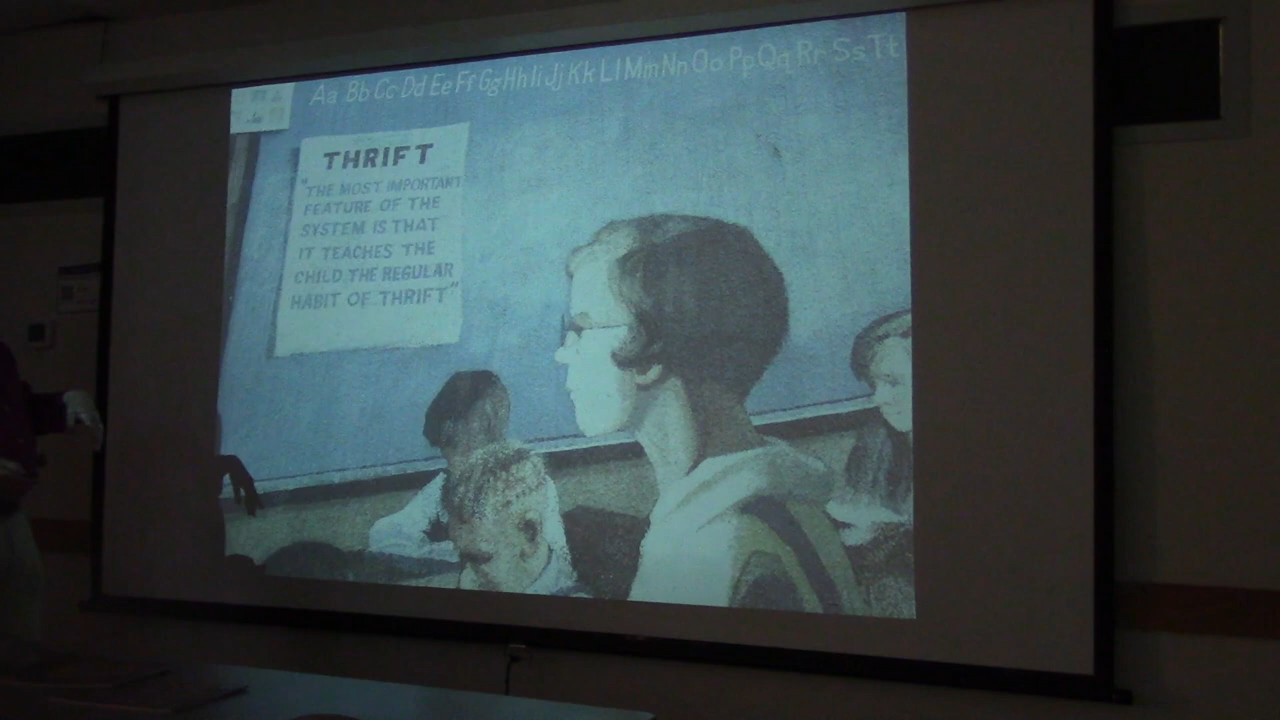 Aa Bb Cc Dd Ee Ff Gg Hh Ii Jj Kk Ll Mm Nn Oo Pp Qq Rr Ss Tt
THRIFT
"THE MOST IMPORTANT
FEATURE OF THE
SYSTEM IS THAT
IT TEACHES THE
CHILD THE REGULAR
HABIT OF THRIFT"